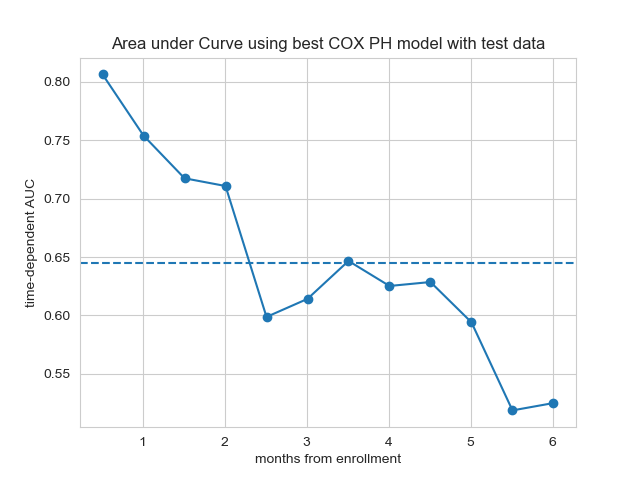 Area under Curve using best COX PH model with test data
time-dependent AUC
0.80
0.75
0.70
0.65
0.60
0.55
1 2 3 4 5 6
months from enrollment